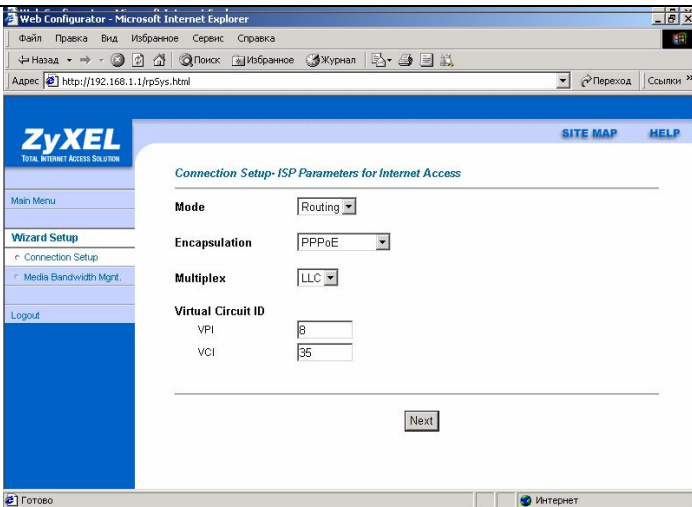 Web Configurator - Microsoft Internet Explorer
Файл Правка Вид Избранное Сервис Справка
Назад Поиск Избранное Журнал
Адрес http://192.168.1.1/rpSys.html Переход Ссылки »
ZyXEL
TOTAL INTERNET ACCESS SOLUTION
SITE MAP HELP
Connection Setup- ISP Parameters for Internet Access
Main Menu
Mode Routing
Wizard Setup
Encapsulation PPPoE
Connection Setup
Media Bandwidth Mgnt.
Multiplex LLC
Logout
Virtual Circuit ID
VPI 8
VCI 35
Next
Готово Интернет